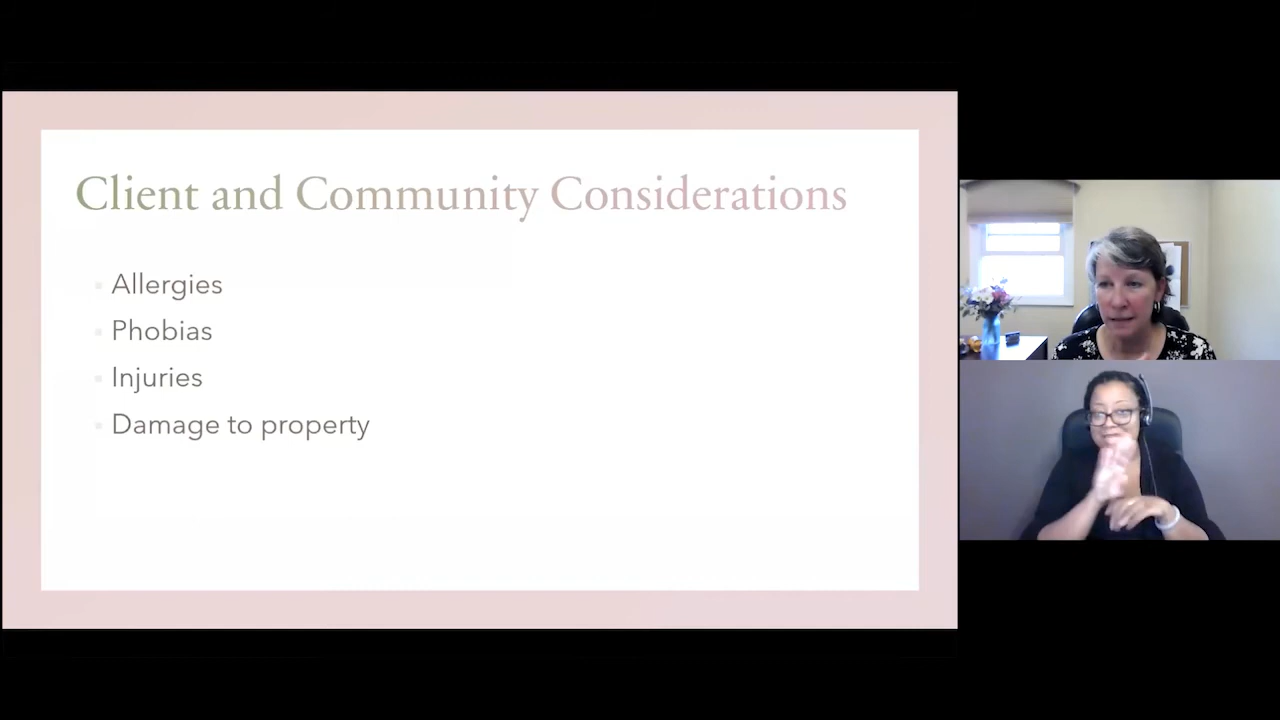 Client and Community Considerations
Allergies
Phobias
Injuries
Damage to property